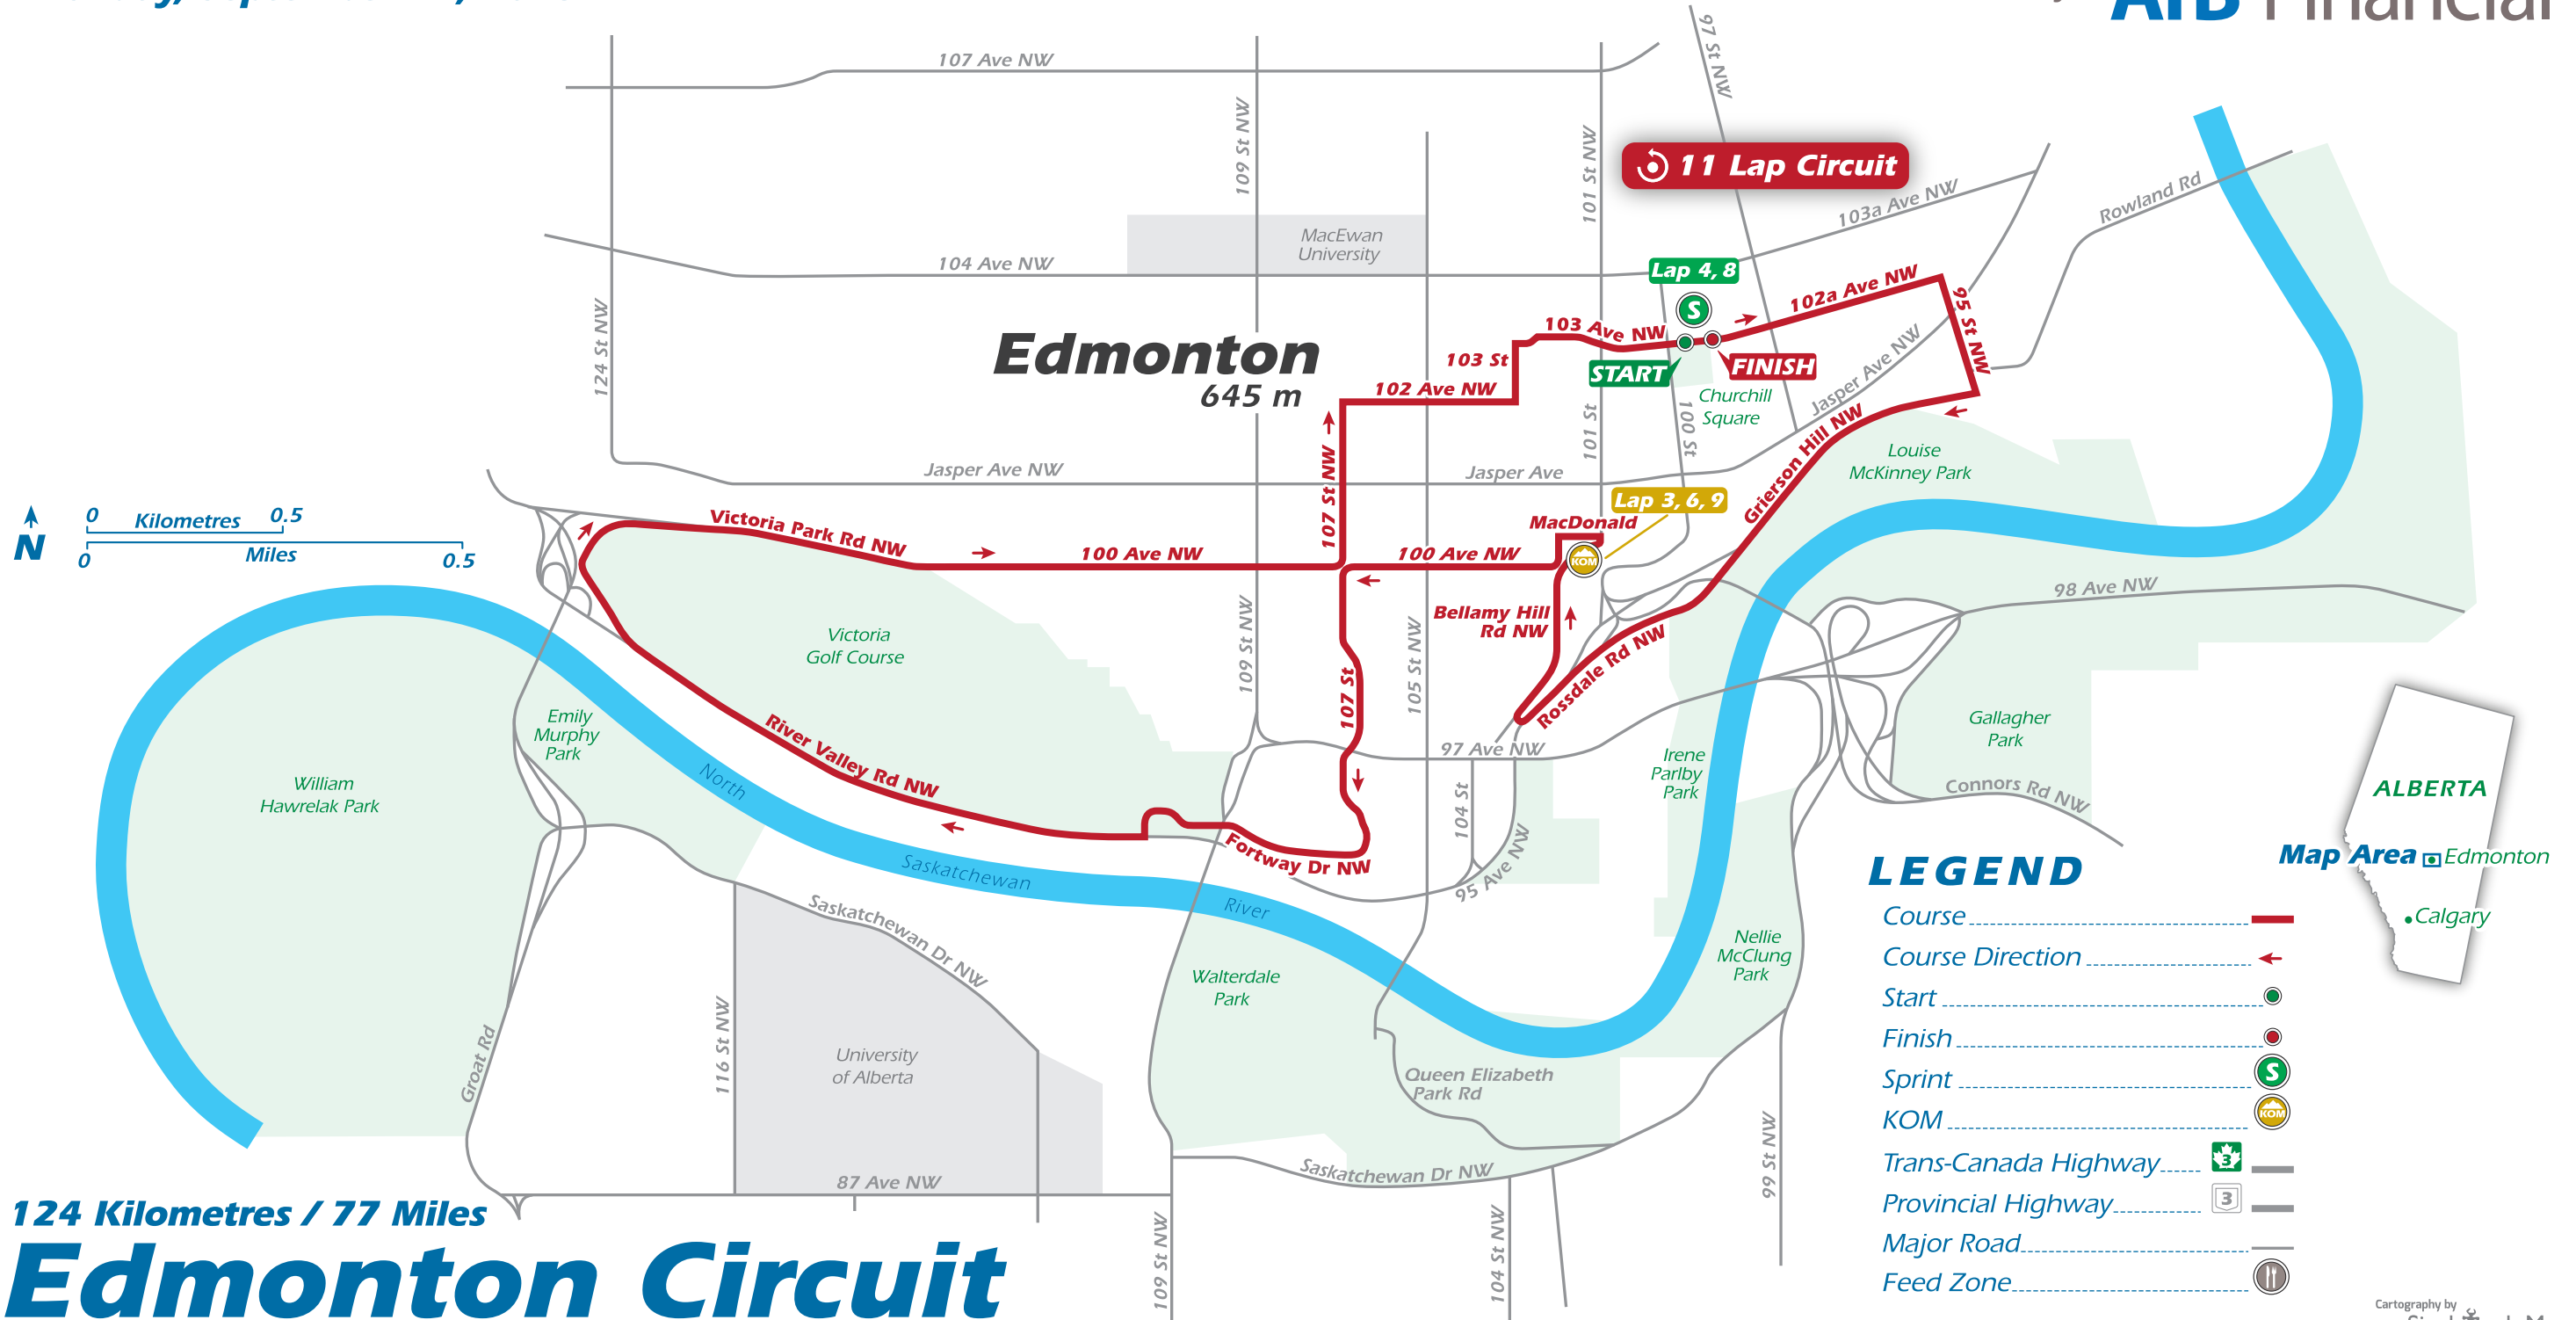 ATB Financial
107 Ave NW
97 St NW
109 St NW
101 St NW
11 Lap Circuit
103a Ave NW
Rowland Rd
MacEwan
University
104 Ave NW
Lap 4, 8
S
102a Ave NW
95 St NW
124 St NW
Edmonton
645 m
103 Ave NW
103 St
START
FINISH
102 Ave NW
Churchill
Square
Jasper Ave NW
101 St
100 St
Grierson Hill NW
Louise
McKinney Park
Jasper Ave NW
Jasper Ave
107 St NW
Lap 3, 6, 9
MacDonald
KOM
0 Kilometres 0.5
N
0 Miles 0.5
Victoria Park Rd NW
100 Ave NW
100 Ave NW
98 Ave NW
Bellamy Hill
Rd NW
Rossdale Rd NW
109 St NW
105 St NW
107 St
Victoria
Golf Course
Emily
Murphy
Park
William
Hawrelak Park
River Valley Rd NW
97 Ave NW
Irene
Parlby
Park
Gallagher
Park
Connors Rd NW
104 St
95 Ave NW
Fortway Dr NW
North
Saskatchewan
River
ALBERTA
Map Area
Edmonton
Calgary
Saskatchewan Dr NW
Walterdale
Park
Nellie
McClung
Park
116 St NW
Groat Rd
University
of Alberta
Queen Elizabeth
Park Rd
99 St NW
87 Ave NW
Saskatchewan Dr NW
109 St NW
104 St NW
LEGEND
Course
Course Direction
Start
Finish
Sprint S
KOM KOM
Trans-Canada Highway 3
Provincial Highway 3
Major Road
Feed Zone
124 Kilometres / 77 Miles
Edmonton Circuit
Cartography by